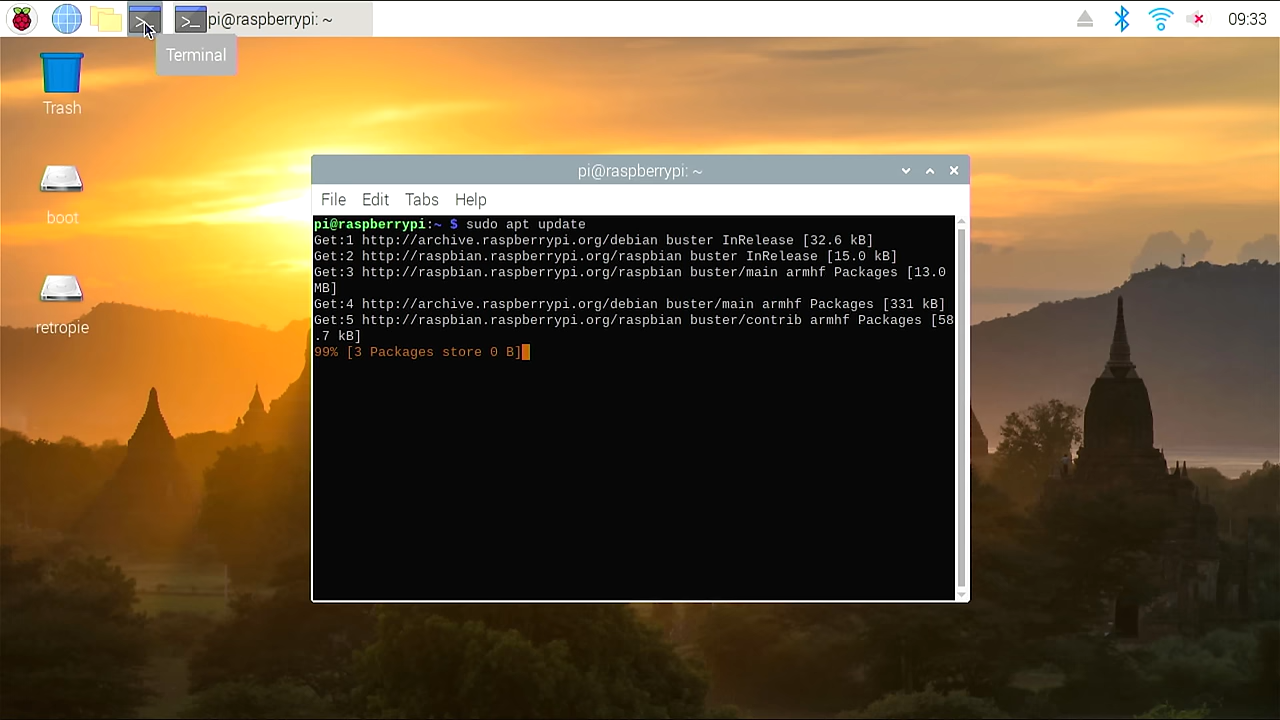 pi@raspberrypi: ~
09:33
Terminal
Trash
boot
retropie
pi@raspberrypi: ~
File Edit Tabs Help
pi@raspberrypi:~ $ sudo apt update
Get:1 http://archive.raspberrypi.org/debian buster InRelease [32.6 kB]
Get:2 http://raspbian.raspberrypi.org/raspbian buster InRelease [15.0 kB]
Get:3 http://raspbian.raspberrypi.org/raspbian buster/main armhf Packages [13.0
MB]
Get:4 http://archive.raspberrypi.org/debian buster/main armhf Packages [331 kB]
Get:5 http://raspbian.raspberrypi.org/raspbian buster/contrib armhf Packages [58
.7 kB]
99% [3 Packages store 0 B]